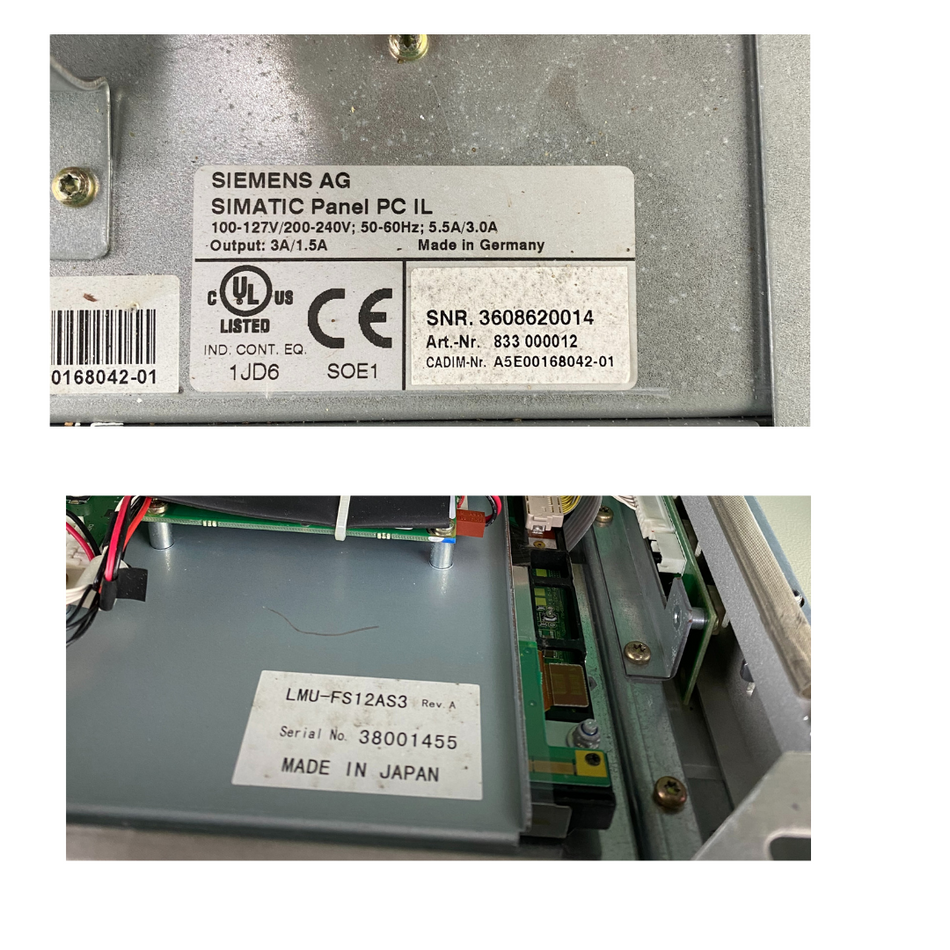 SIEMENS AG
SIMATIC Panel PC IL
100-127V/200-240V; 50-60Hz; 5.5A/3.0A
Output: 3A/1.5A Made in Germany
C UL US
LISTED
CE
IND. CONT. EQ.
1JD6 SOE1
SNR. 3608620014
Art.-Nr. 833 000012
CADIM-Nr. A5E00168042-01
0168042-01
LMU-FS12AS3 Rev. A
Serial No. 38001455
MADE IN JAPAN